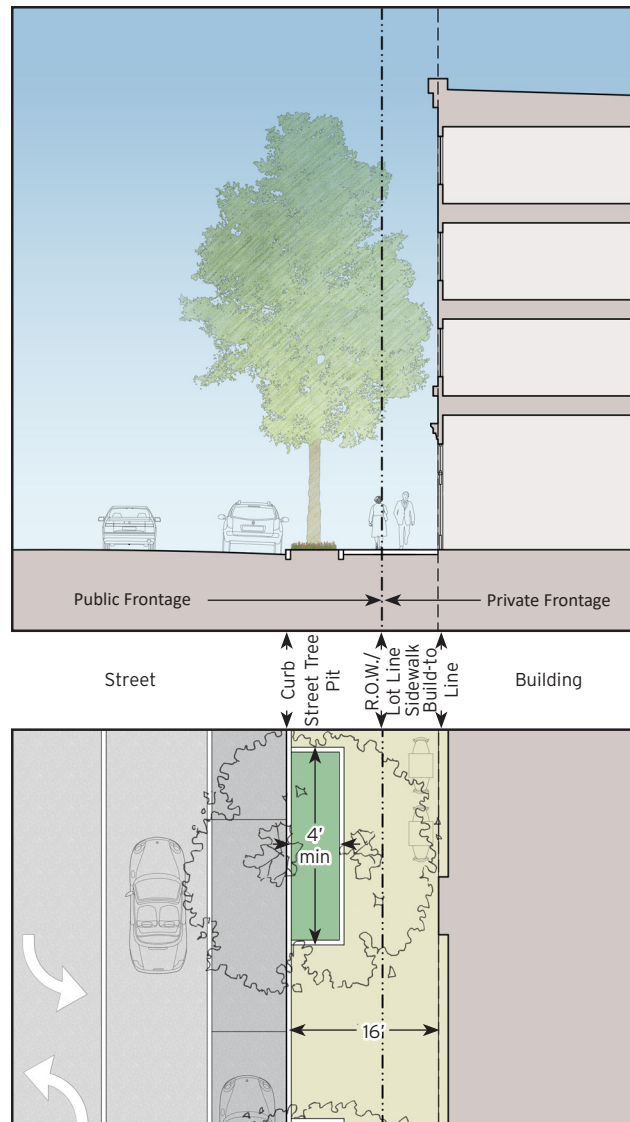 Public Frontage
Private Frontage
Street
Curb
Street Tree
Pit
R.O.W./
Lot Line
Sidewalk
Build-to
Line
Building
4'
min
16'